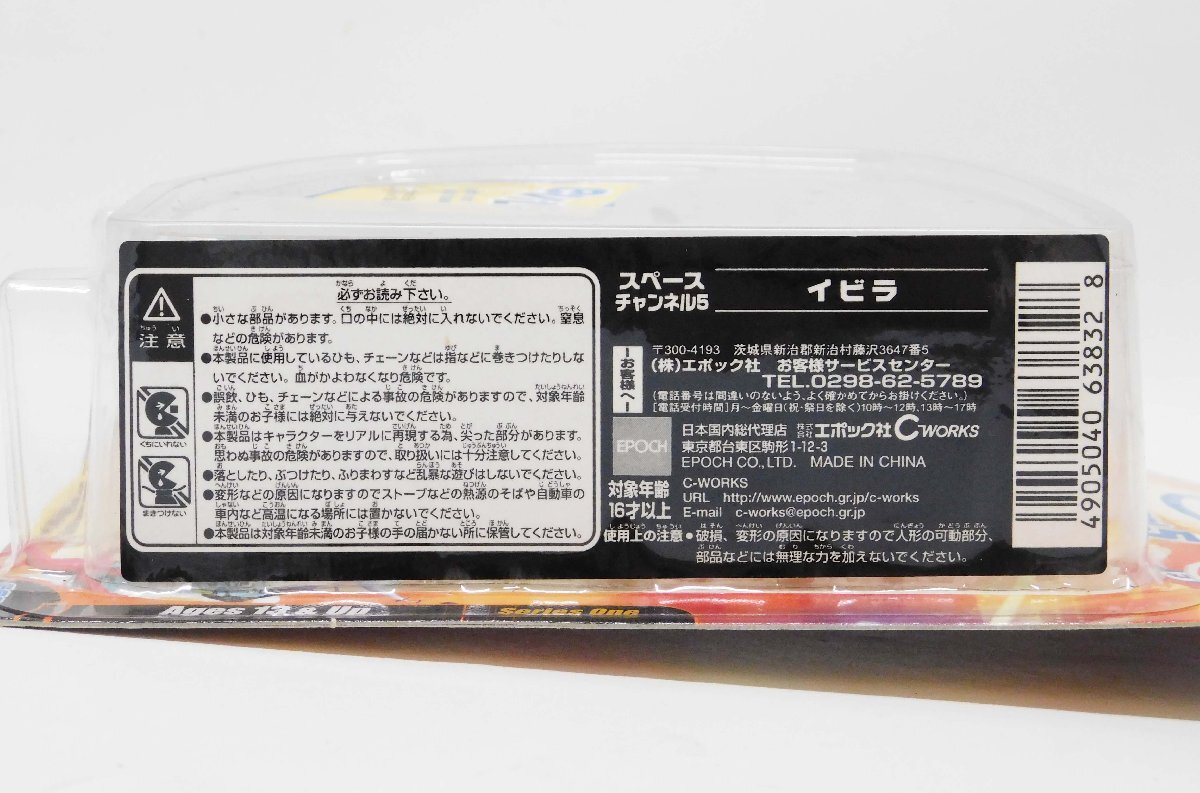 必ずお読み下さい。
注意
●小さな部品があります。口の中には絶対に入れないでください。窒息
などの危険があります。
●本製品に使用しているひも、チェーンなどは指などに巻きつけたりしな
いでください。血がかよわなくなり危険です。
●誤飲、ひも、チェーンなどによる事故の危険がありますので、対象年齢
未満のお子様には絶対に与えないでください。
●本製品はキャラクターをリアルに再現する為、尖った部分があります。
思わぬ事故の危険がありますので、取り扱いには十分注意してください。
●落としたり、ぶつけたり、ふりまわすなど乱暴な遊びはしないでください。
●変形などの原因になりますのでストーブなどの熱源のそばや自動車の
車内など高温になる場所には置かないでください。
●本製品は対象年齢未満のお子様の手の届かない所に保管してください。
くちにいれない
まきつけない
スペース
チャンネル5
イビラ
お客様へ
〒300-4193 茨城県新治郡新治村藤沢3647番5
(株)エポック社 お客様サービスセンター
TEL.0298-62-5789
(電話番号は間違いのないよう、よく確かめてからお掛けください。)
[電話受付時間]月〜金曜日(祝・祭日を除く)10時〜12時、13時〜17時
EPOCH
日本国内総代理店 株式会社エポック社 C-WORKS
東京都台東区駒形1-12-3
EPOCH CO., LTD. MADE IN CHINA
対象年齢
16才以上
C-WORKS
URL http://www.epoch.gr.jp/c-works
E-mail c-works@epoch.gr.jp
使用上の注意●破損、変形の原因になりますので人形の可動部分、
部品などには無理な力を加えないでください。
4905040638328
Ages 13 & Up
Series One